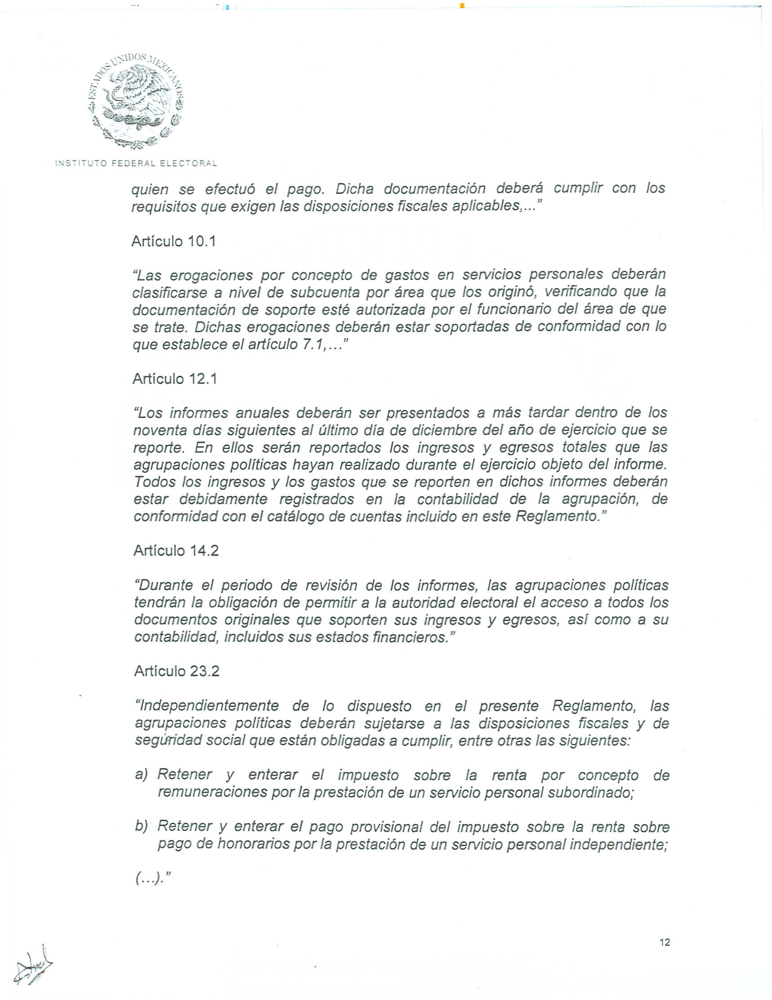 ESTADOS UNIDOS MEXICANOS
INSTITUTO FEDERAL ELECTORAL
quien se efectuó el pago. Dicha documentación deberá cumplir con los
requisitos que exigen las disposiciones fiscales aplicables,...”
Artículo 10.1
“Las erogaciones por concepto de gastos en servicios personales deberán
clasificarse a nivel de subcuenta por área que los originó, verificando que la
documentación de soporte esté autorizada por el funcionario del área de que
se trate. Dichas erogaciones deberán estar soportadas de conformidad con lo
que establece el artículo 7.1,...”
Artículo 12.1
“Los informes anuales deberán ser presentados a más tardar dentro de los
noventa días siguientes al último día de diciembre del año de ejercicio que se
reporte. En ellos serán reportados los ingresos y egresos totales que las
agrupaciones políticas hayan realizado durante el ejercicio objeto del informe.
Todos los ingresos y los gastos que se reporten en dichos informes deberán
estar debidamente registrados en la contabilidad de la agrupación, de
conformidad con el catálogo de cuentas incluido en este Reglamento.”
Artículo 14.2
“Durante el periodo de revisión de los informes, las agrupaciones políticas
tendrán la obligación de permitir a la autoridad electoral el acceso a todos los
documentos originales que soporten sus ingresos y egresos, así como a su
contabilidad, incluidos sus estados financieros.”
Artículo 23.2
“Independientemente de lo dispuesto en el presente Reglamento, las
agrupaciones políticas deberán sujetarse a las disposiciones fiscales y de
seguridad social que están obligadas a cumplir, entre otras las siguientes:
a) Retener y enterar el impuesto sobre la renta por concepto de
remuneraciones por la prestación de un servicio personal subordinado;
b) Retener y enterar el pago provisional del impuesto sobre la renta sobre
pago de honorarios por la prestación de un servicio personal independiente;
(...).”
12